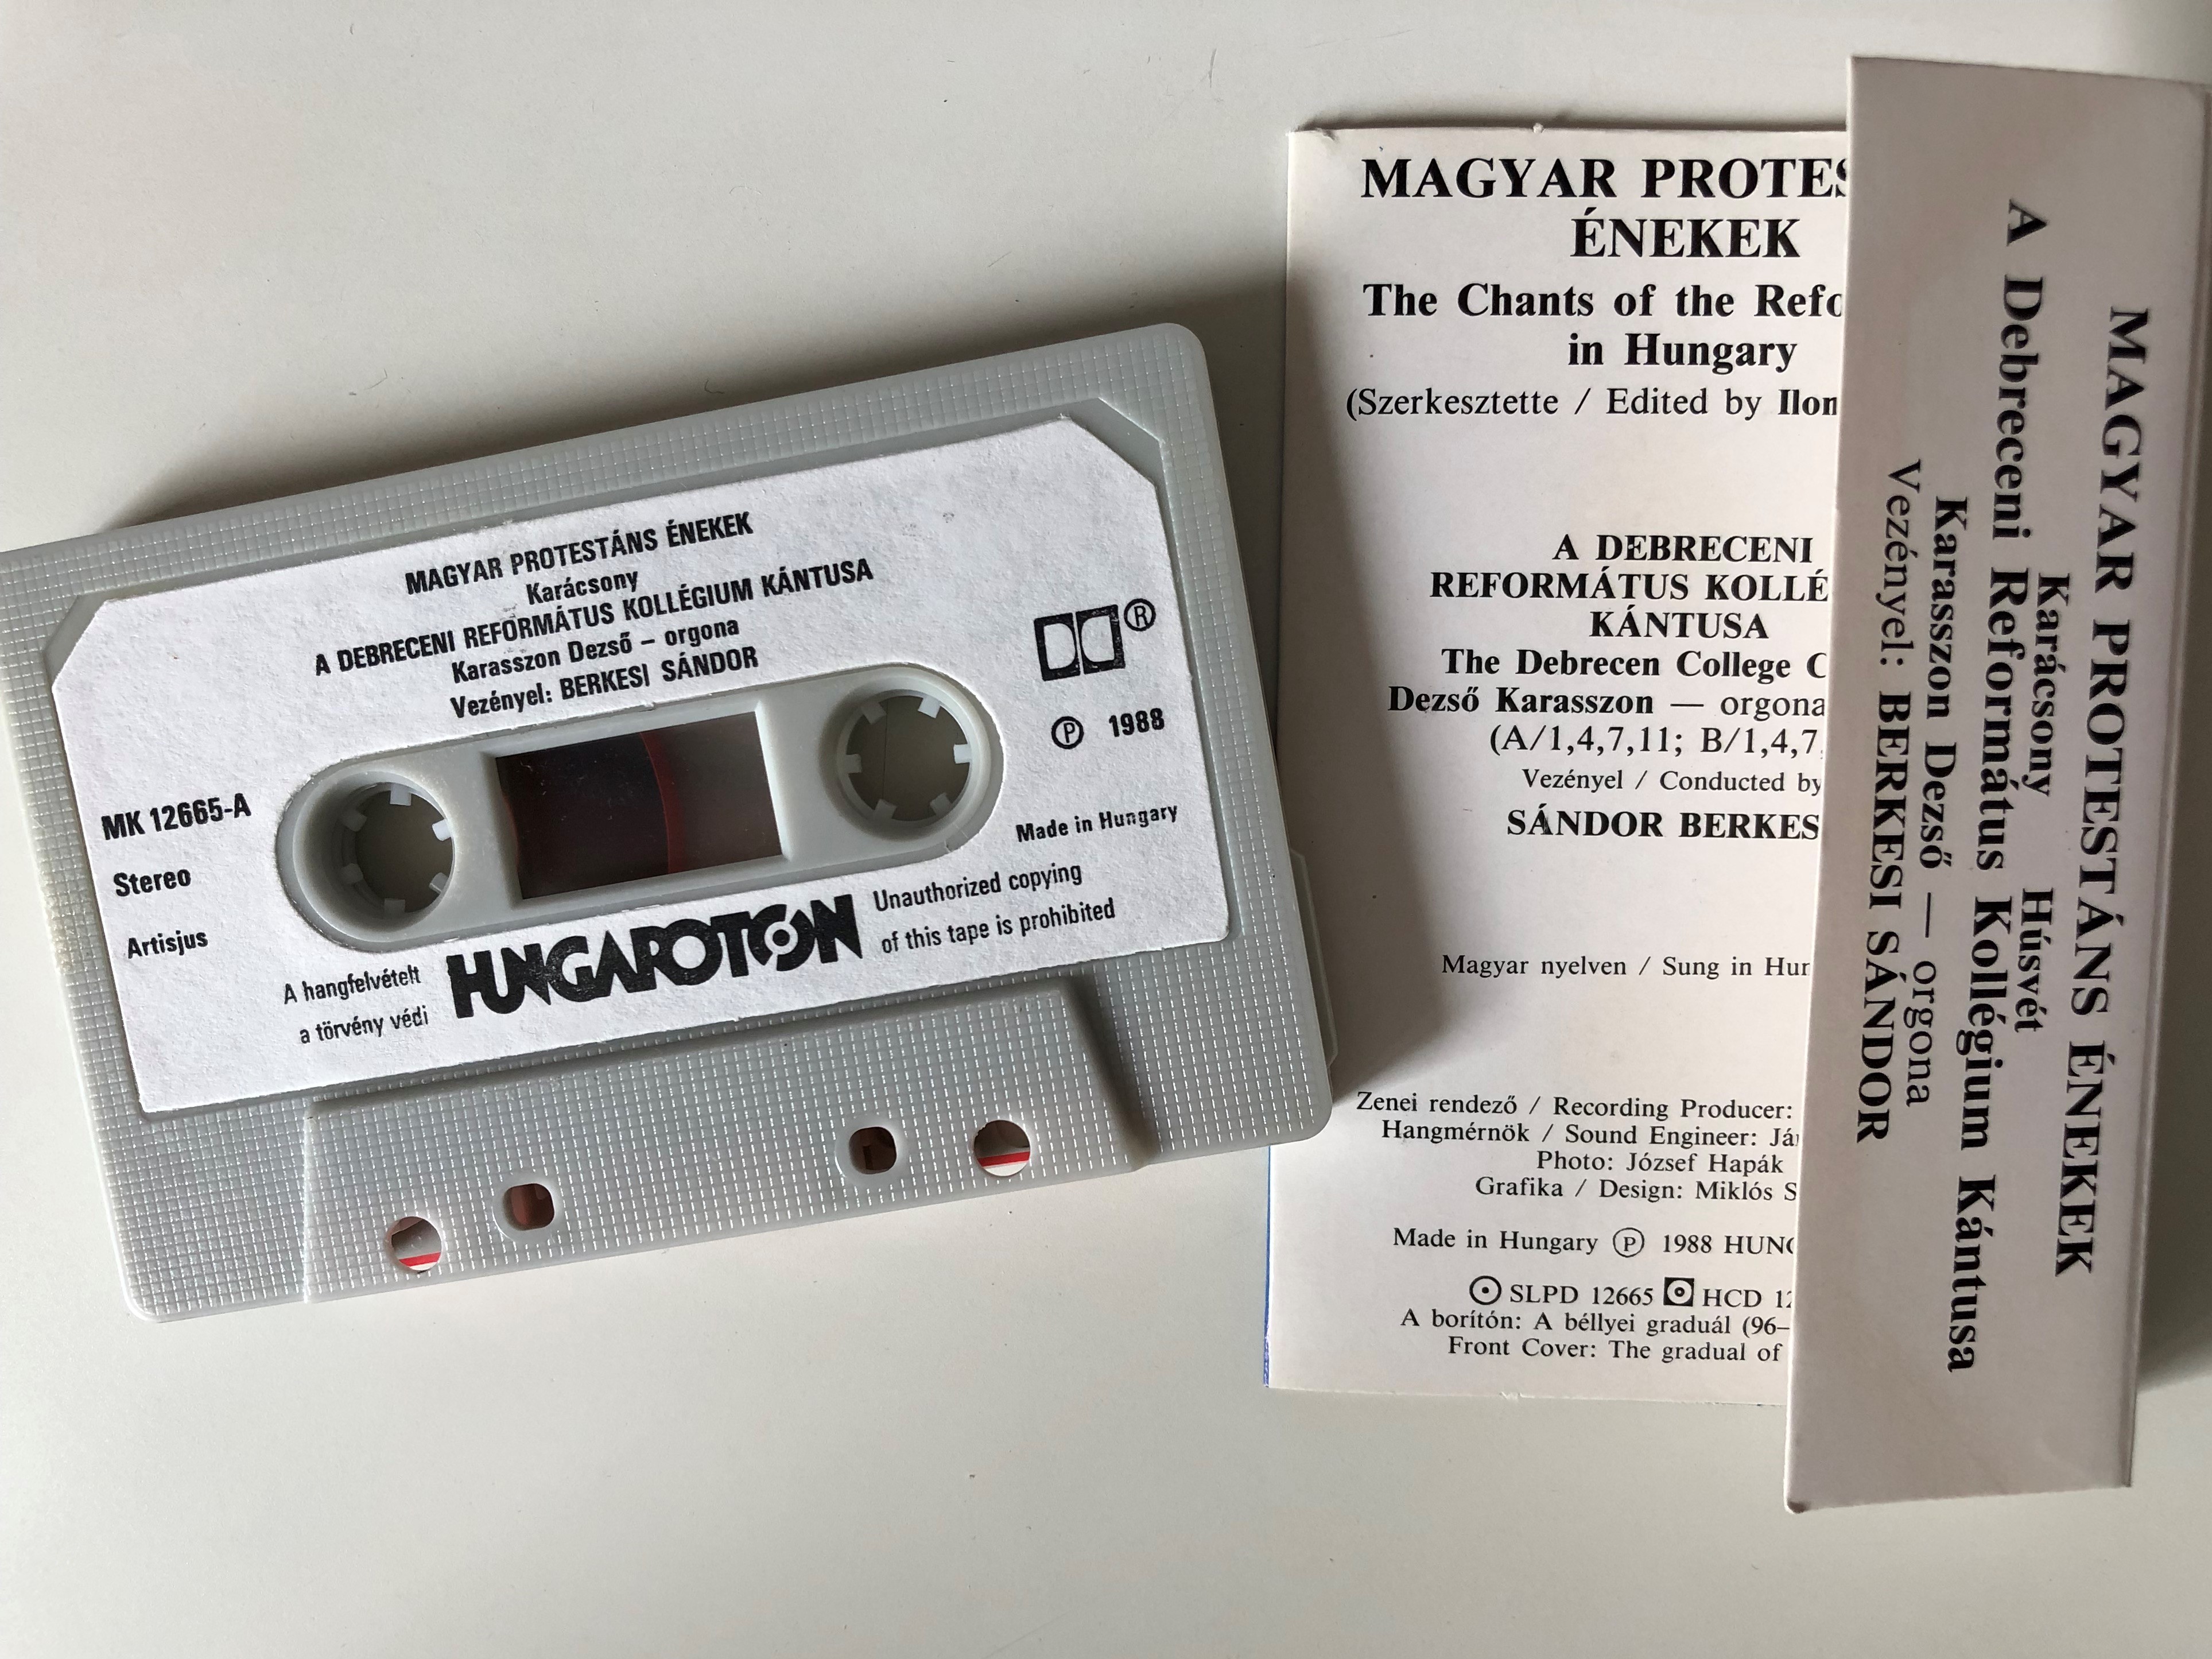 MAGYAR PROTESTÁNS ÉNEKEK
Karácsony
A DEBRECENI REFORMÁTUS KOLLÉGIUM KÁNTUSA
Karasszon Dezső – orgona
Vezényel: BERKESI SÁNDOR
®
Ⓟ 1988
MK 12665-A
Stereo
Artisjus
Made in Hungary
A hangfelvételt
a törvény védi
HUNGAROTON
Unauthorized copying
of this tape is prohibited
MAGYAR PROTES
ÉNEKEK
The Chants of the Refo
in Hungary
(Szerkesztette / Edited by Ilon
A DEBRECENI
REFORMÁTUS KOLLÉ
KÁNTUSA
The Debrecen College C
Dezső Karasszon — orgona
(A/1,4,7,11; B/1,4,7
Vezényel / Conducted by
SÁNDOR BERKES
Magyar nyelven / Sung in Hun
Zenei rendező / Recording Producer:
Hangmérnök / Sound Engineer: Já
Photo: József Hapák
Grafika / Design: Miklós S
Made in Hungary Ⓟ 1988 HUNG
SLPD 12665 HCD 12
A borítón: A béllyei graduál (96–
Front Cover: The gradual of
MAGYAR PROTESTÁNS ÉNEKEK
Karácsony Húsvét
A Debreceni Református Kollégium Kántusa
Karasszon Dezső — orgona
Vezényel: BERKESI SÁNDOR